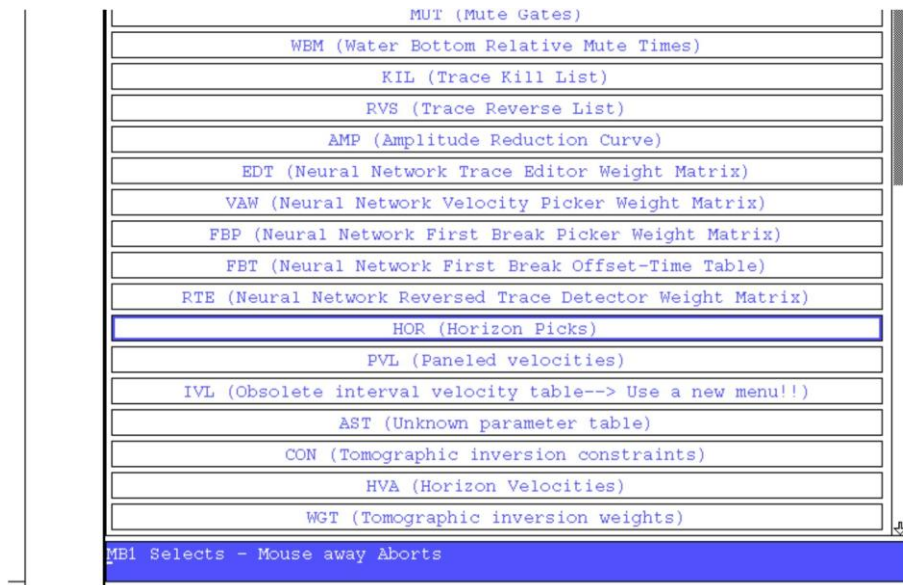 MUT (Mute Gates)
WBM (Water Bottom Relative Mute Times)
KIL (Trace Kill List)
RVS (Trace Reverse List)
AMP (Amplitude Reduction Curve)
EDT (Neural Network Trace Editor Weight Matrix)
VAW (Neural Network Velocity Picker Weight Matrix)
FBP (Neural Network First Break Picker Weight Matrix)
FBT (Neural Network First Break Offset-Time Table)
RTE (Neural Network Reversed Trace Detector Weight Matrix)
HOR (Horizon Picks)
PVL (Paneled velocities)
IVL (Obsolete interval velocity table--> Use a new menu!!)
AST (Unknown parameter table)
CON (Tomographic inversion constraints)
HVA (Horizon Velocities)
WGT (Tomographic inversion weights)
MB1 Selects - Mouse away Aborts